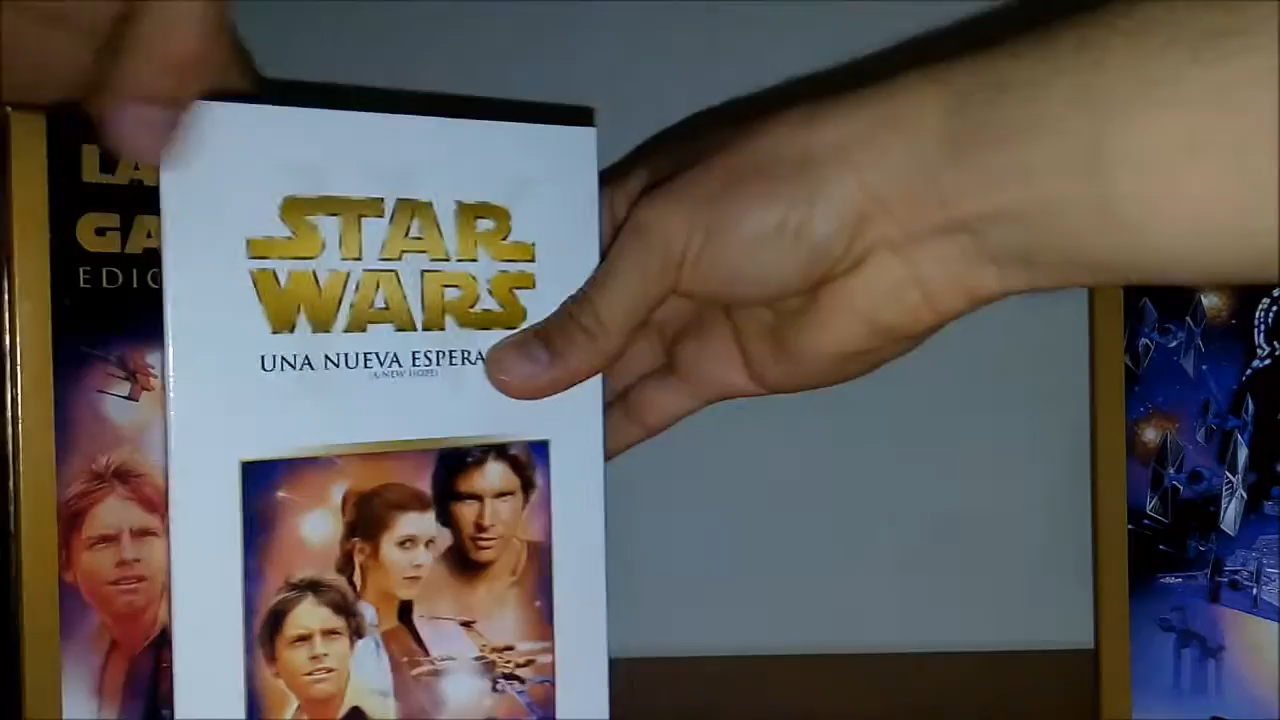 LA
GA
EDIC
STAR
WARS
UNA NUEVA ESPERA
(A NEW HOPE)